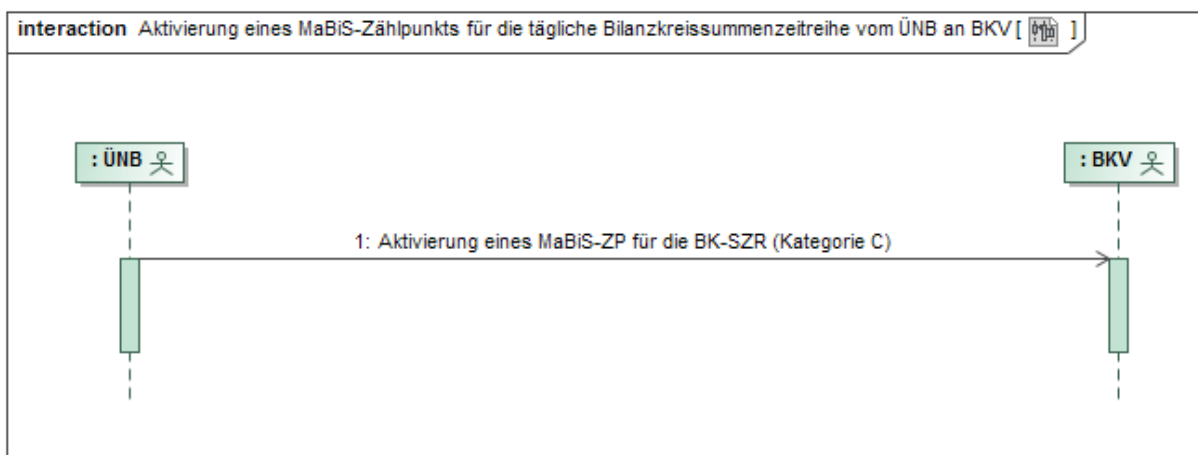 interaction Aktivierung eines MaBiS-Zählpunkts für die tägliche Bilanzkreissummenzeitreihe vom ÜNB an BKV [ ]
: ÜNB
: BKV
1: Aktivierung eines MaBiS-ZP für die BK-SZR (Kategorie C)